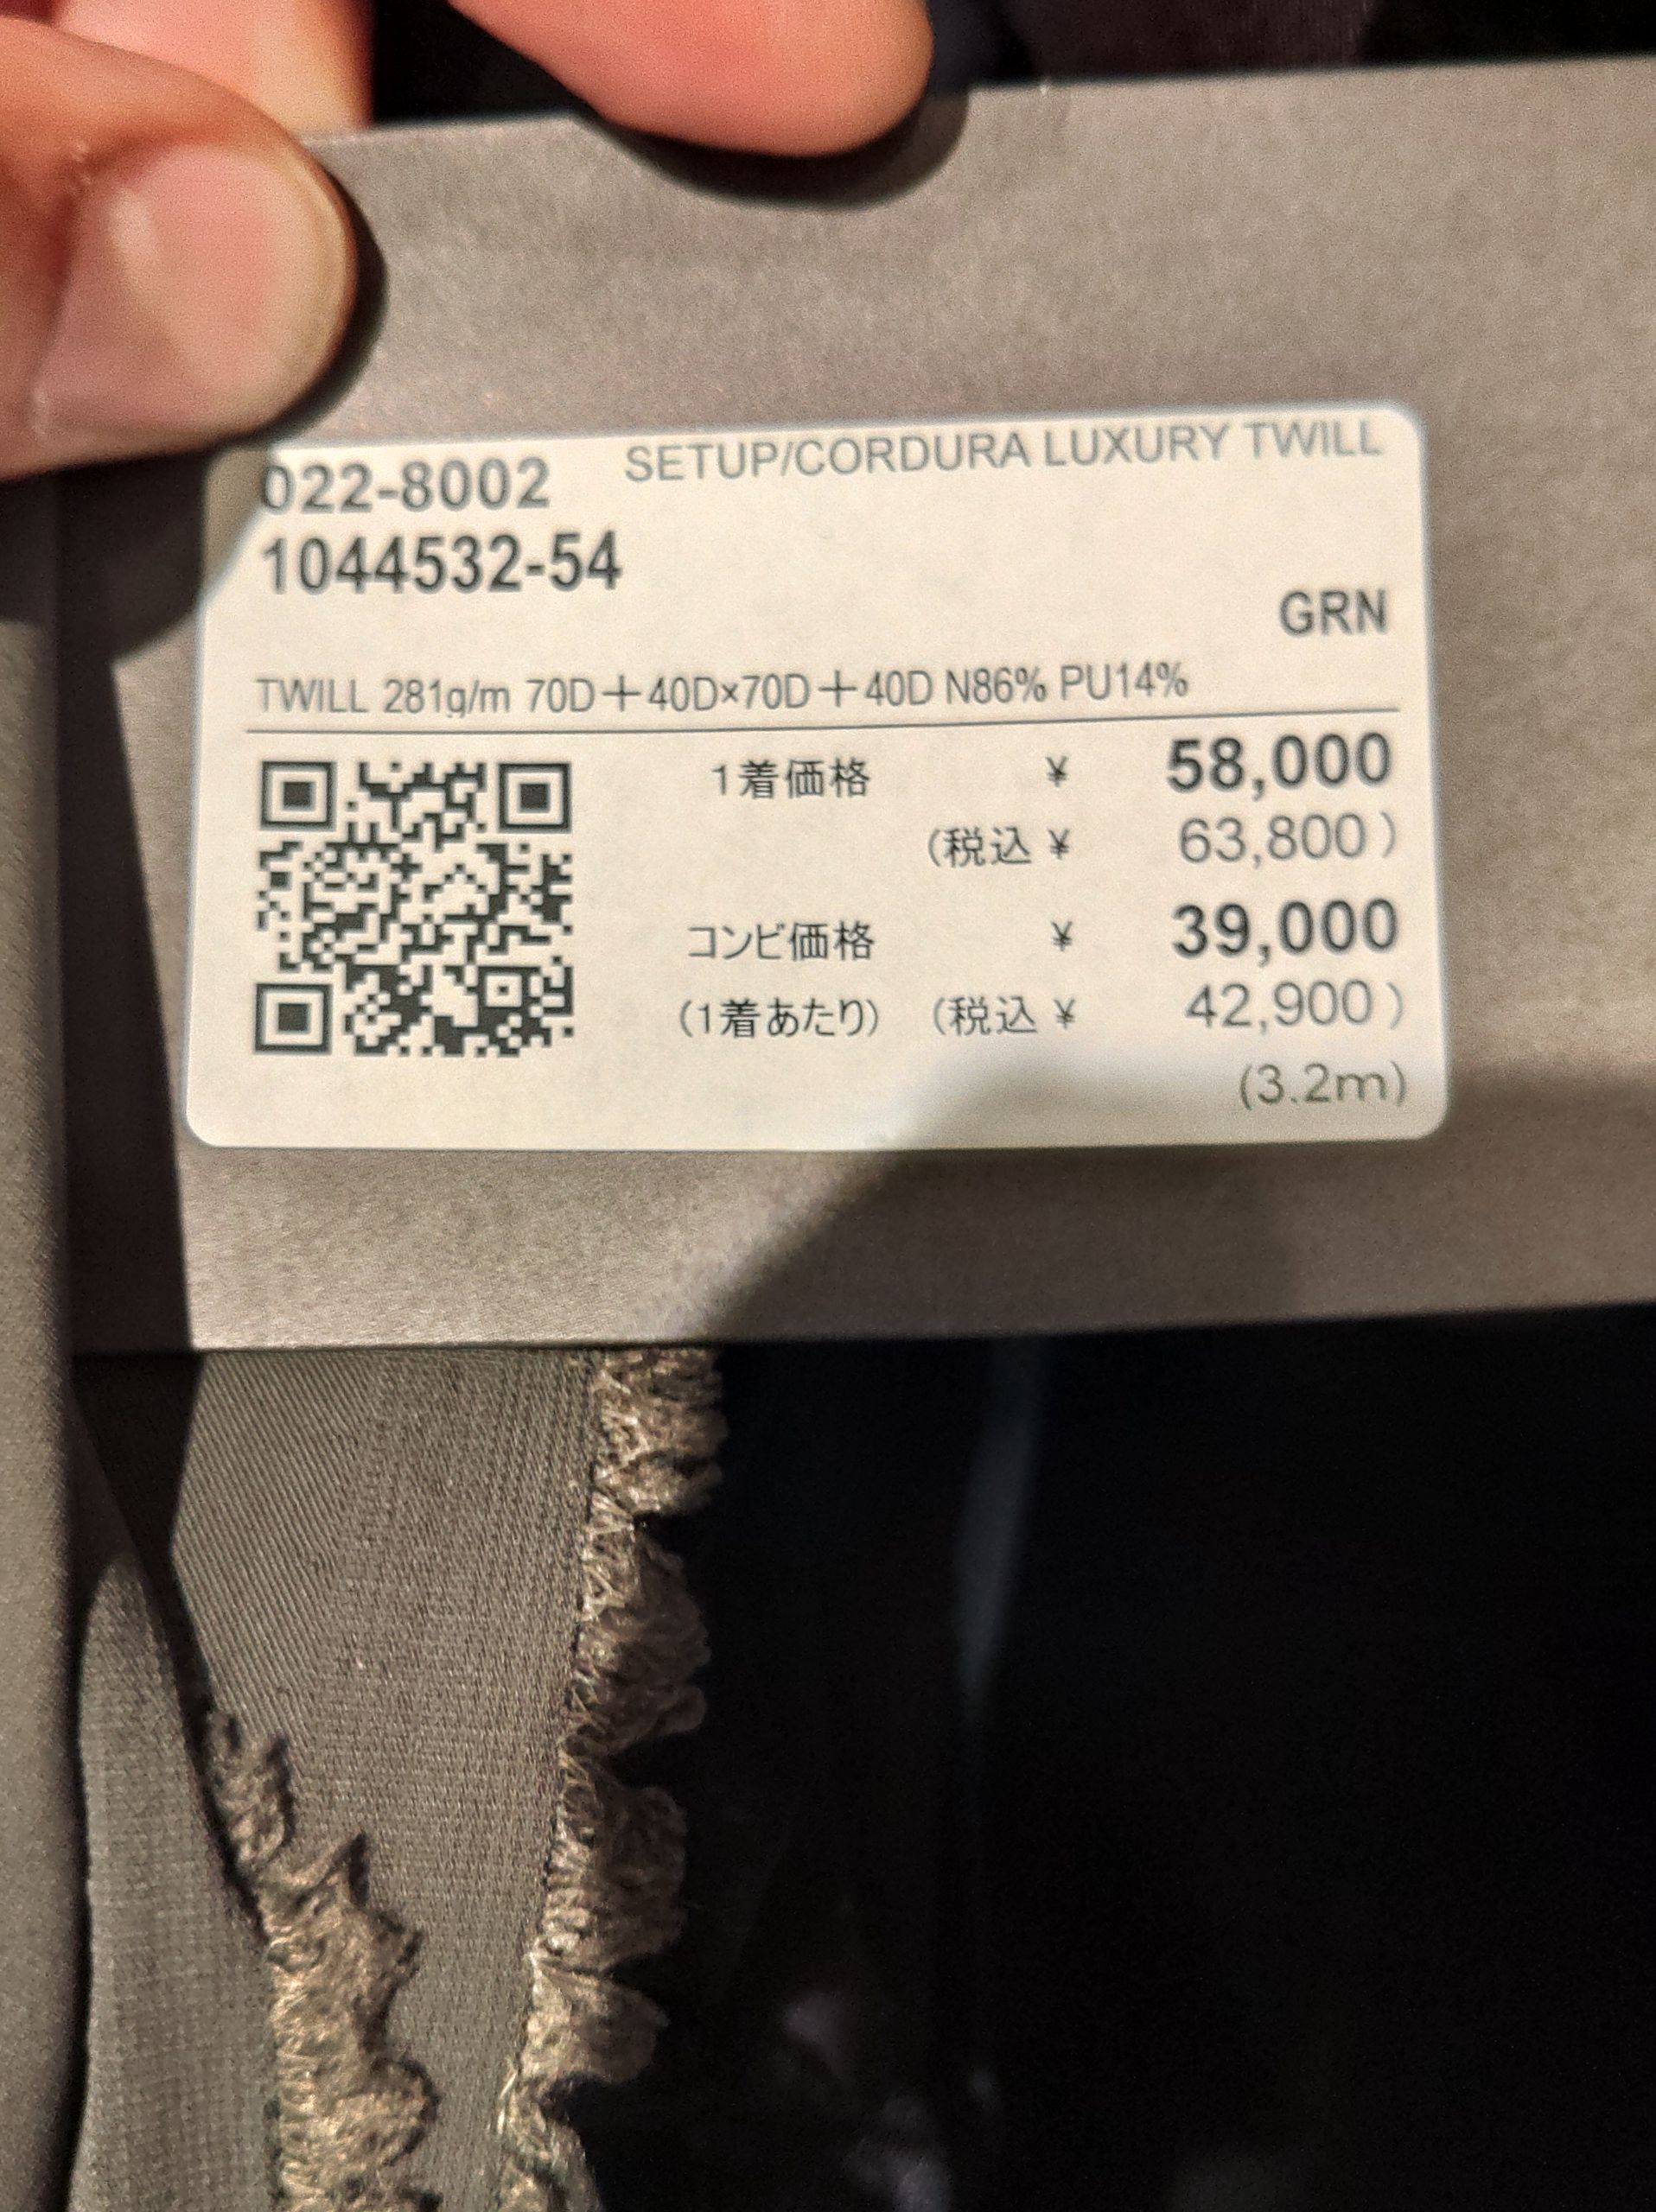 022-8002 SETUP/CORDURA LUXURY TWILL
1044532-54
GRN
TWILL 281g/m 70D＋40D×70D＋40D N86% PU14%
1着価格 ¥ 58,000
(税込 ¥ 63,800)
コンビ価格 ¥ 39,000
(1着あたり) (税込 ¥ 42,900)
(3.2m)